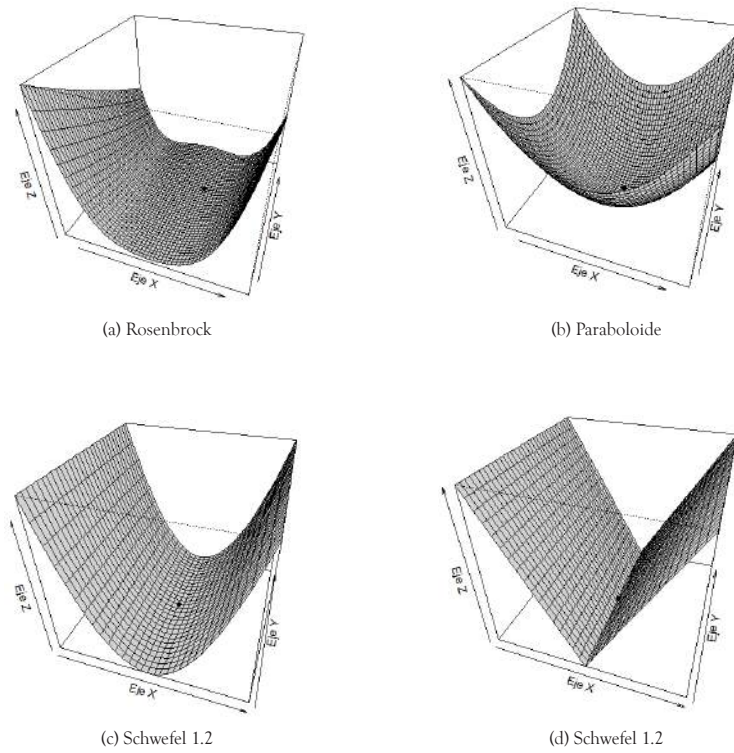 Eje Z
Eje X
Eje Y
(a) Rosenbrock
Eje Z
Eje X
Eje Y
(b) Paraboloide
Eje Z
Eje X
Eje Y
(c) Schwefel 1.2
Eje Z
Eje X
Eje Y
(d) Schwefel 1.2